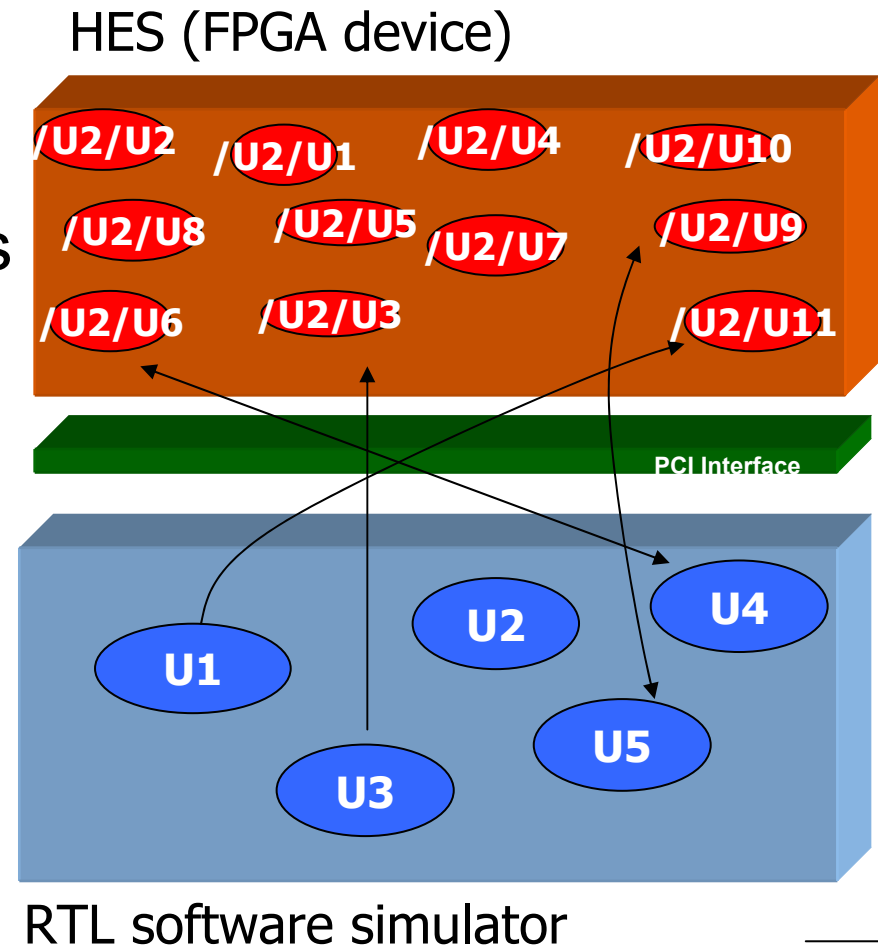 HES (FPGA device)
/U2/U2 /U2/U1 /U2/U4 /U2/U10
s
/U2/U8 /U2/U5 /U2/U7 /U2/U9
/U2/U6 /U2/U3 /U2/U11
PCI Interface
U1 U2 U4
U3 U5
RTL software simulator